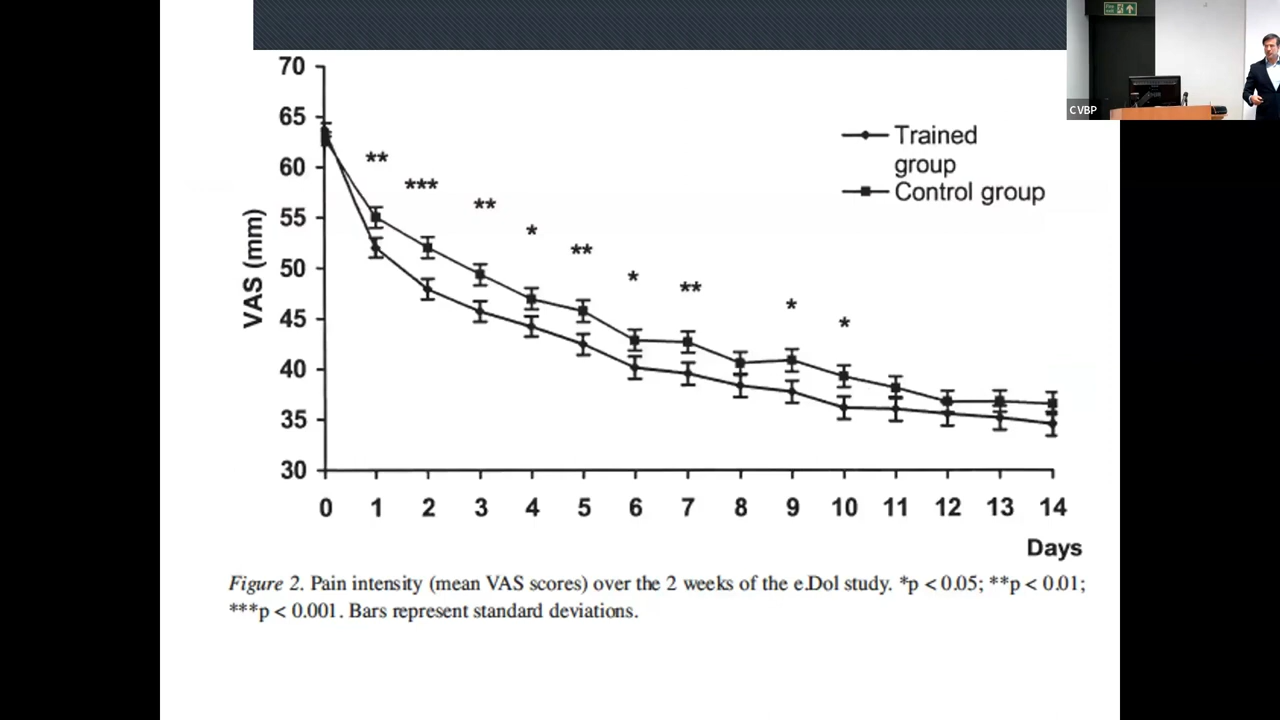 CVBP
70
65
60
55
50
45
40
35
30
VAS (mm)
Trained
group
Control group
**
***
**
*
**
*
**
*
*
0 1 2 3 4 5 6 7 8 9 10 11 12 13 14
Days
Figure 2. Pain intensity (mean VAS scores) over the 2 weeks of the e.Dol study. *p < 0.05; **p < 0.01;
***p < 0.001. Bars represent standard deviations.